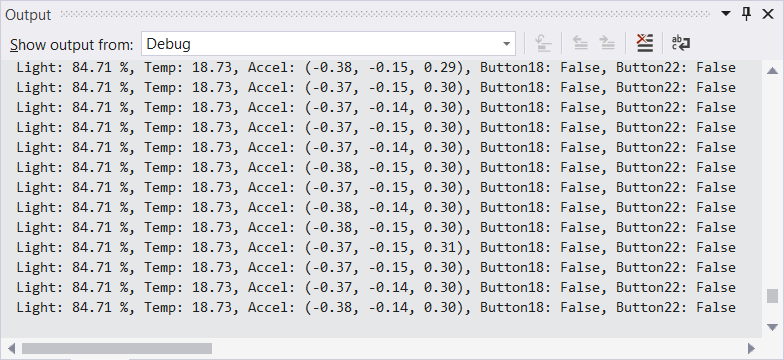 Output
Show output from: Debug
Light: 84.71 %, Temp: 18.73, Accel: (-0.38, -0.15, 0.29), Button18: False, Button22: False
Light: 84.71 %, Temp: 18.73, Accel: (-0.37, -0.15, 0.30), Button18: False, Button22: False
Light: 84.71 %, Temp: 18.73, Accel: (-0.37, -0.14, 0.30), Button18: False, Button22: False
Light: 84.71 %, Temp: 18.73, Accel: (-0.37, -0.15, 0.30), Button18: False, Button22: False
Light: 84.71 %, Temp: 18.73, Accel: (-0.37, -0.14, 0.30), Button18: False, Button22: False
Light: 84.71 %, Temp: 18.73, Accel: (-0.38, -0.15, 0.30), Button18: False, Button22: False
Light: 84.71 %, Temp: 18.73, Accel: (-0.37, -0.15, 0.30), Button18: False, Button22: False
Light: 84.71 %, Temp: 18.73, Accel: (-0.38, -0.14, 0.30), Button18: False, Button22: False
Light: 84.71 %, Temp: 18.73, Accel: (-0.38, -0.15, 0.30), Button18: False, Button22: False
Light: 84.71 %, Temp: 18.73, Accel: (-0.37, -0.15, 0.31), Button18: False, Button22: False
Light: 84.71 %, Temp: 18.73, Accel: (-0.37, -0.15, 0.30), Button18: False, Button22: False
Light: 84.71 %, Temp: 18.73, Accel: (-0.37, -0.14, 0.30), Button18: False, Button22: False
Light: 84.71 %, Temp: 18.73, Accel: (-0.38, -0.14, 0.30), Button18: False, Button22: False